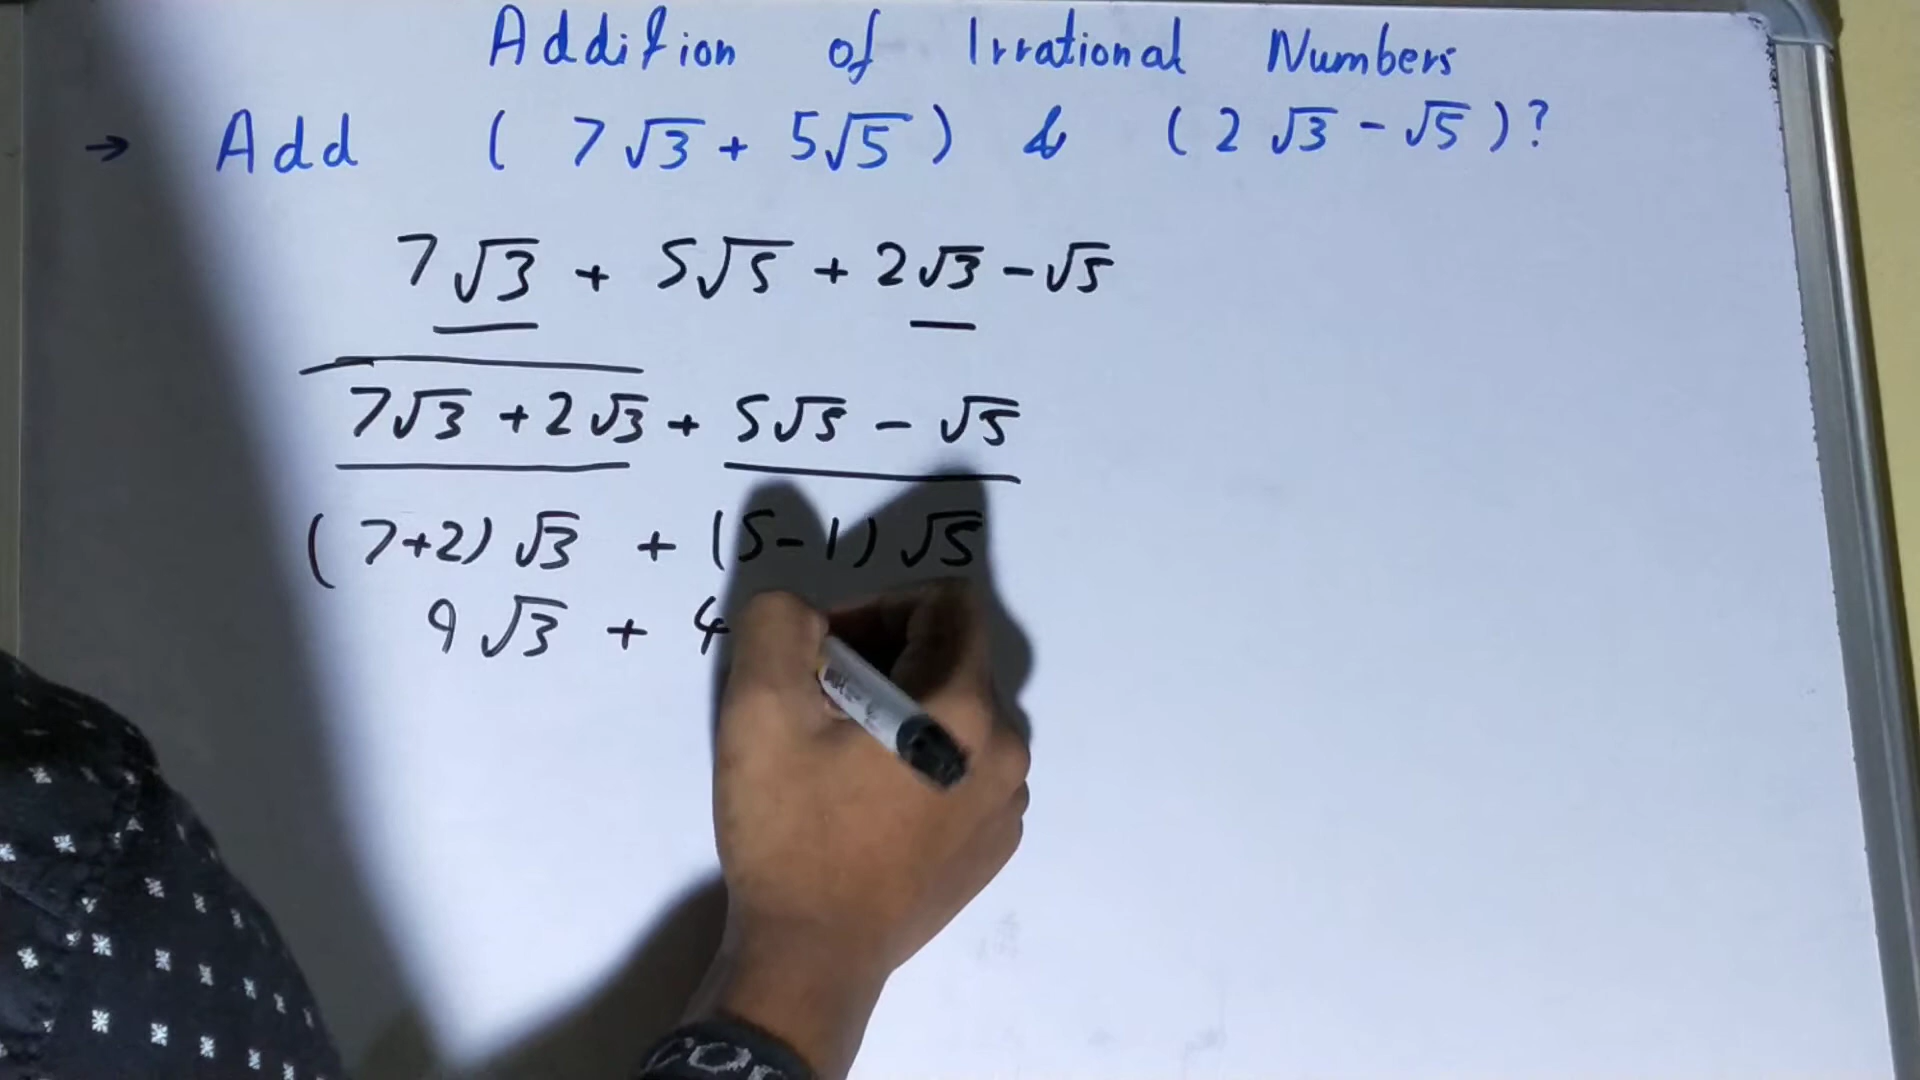 Addition of Irrational Numbers
→ Add ( 7√3 + 5√5 ) & ( 2√3 - √5 )?
7√3 + 5√5 + 2√3 - √5
7√3 + 2√3 + 5√5 - √5
( 7+2) √3 + (5-1) √5
9√3 + 4